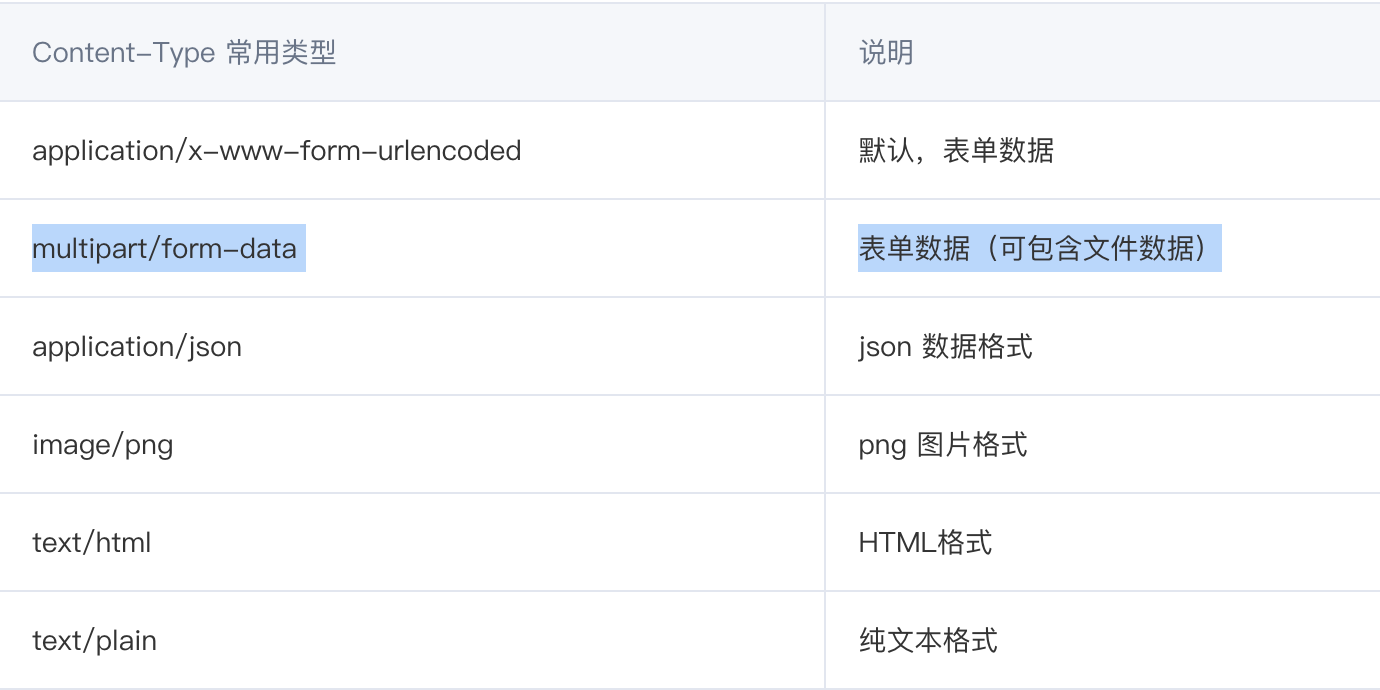 Content-Type 常用类型 说明
application/x-www-form-urlencoded 默认，表单数据
multipart/form-data 表单数据（可包含文件数据）
application/json json 数据格式
image/png png 图片格式
text/html HTML格式
text/plain 纯文本格式